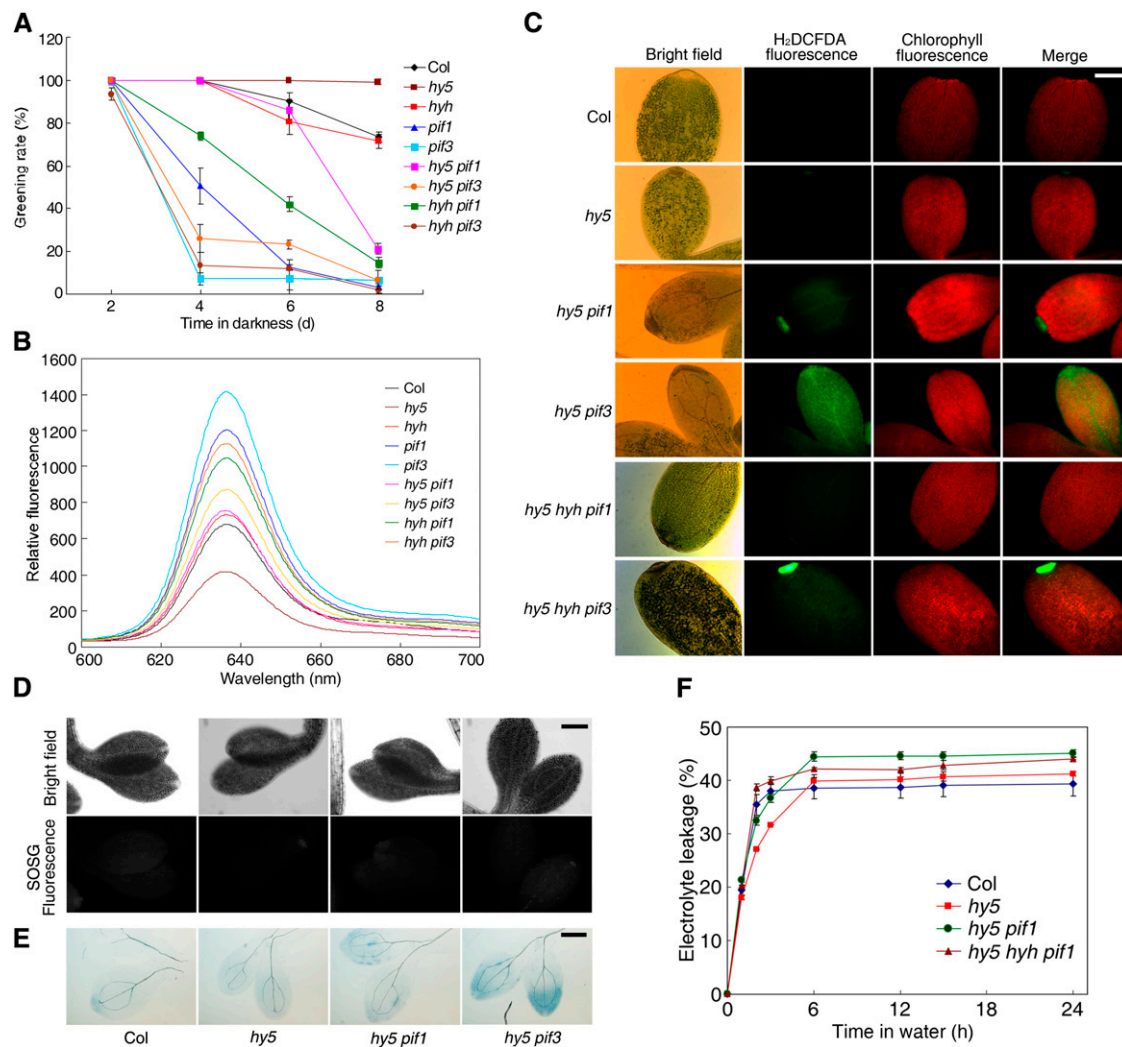 A
Greening rate (%)
120
100
80
60
40
20
0
2
4
6
8
Time in darkness (d)
Col
hy5
hyh
pif1
pif3
hy5 pif1
hy5 pif3
hyh pif1
hyh pif3
B
Relative fluorescence
1600
1400
1200
1000
800
600
400
200
0
600
620
640
660
680
700
Wavelength (nm)
Col
hy5
hyh
pif1
pif3
hy5 pif1
hy5 pif3
hyh pif1
hyh pif3
C
Bright field
H₂DCFDA
fluorescence
Chlorophyll
fluorescence
Merge
Col
hy5
hy5 pif1
hy5 pif3
hy5 hyh pif1
hy5 hyh pif3
D
Bright field
SOSG
Fluorescence
E
Col
hy5
hy5 pif1
hy5 pif3
F
Electrolyte leakage (%)
50
40
30
20
10
0
0
6
12
18
24
Time in water (h)
Col
hy5
hy5 pif1
hy5 hyh pif1